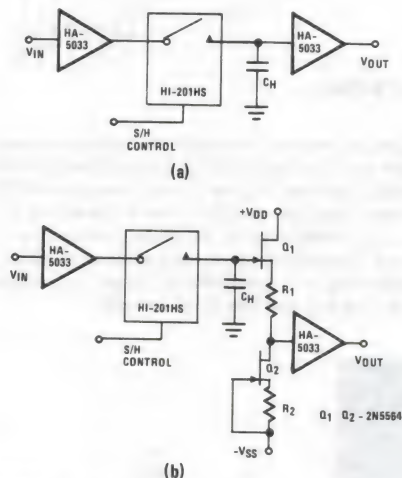 HA-
5033
VIN
HI-201HS
S/H
CONTROL
CH
HA-
5033
VOUT
(a)
+VDD
Q1
HA-
5033
VIN
HI-201HS
S/H
CONTROL
CH
R1
HA-
5033
VOUT
Q2
R2
Q1 Q2 - 2N5564
-VSS
(b)